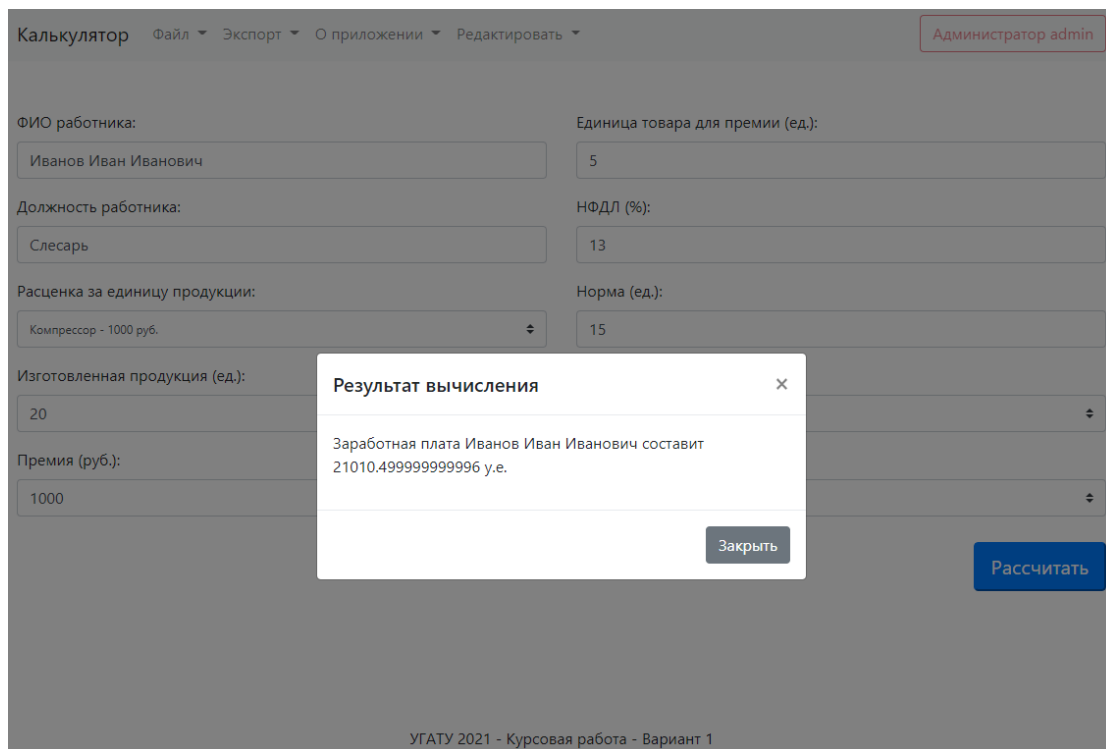 Калькулятор Файл Экспорт О приложении Редактировать Администратор admin
ФИО работника:
Иванов Иван Иванович
Единица товара для премии (ед.):
5
Должность работника:
Слесарь
НФДЛ (%):
13
Расценка за единицу продукции:
Компрессор - 1000 руб.
Норма (ед.):
15
Изготовленная продукция (ед.):
20
Премия (руб.):
1000
Результат вычисления ×
Заработная плата Иванов Иван Иванович составит
21010.499999999996 у.е.
Закрыть
Рассчитать
УГАТУ 2021 - Курсовая работа - Вариант 1